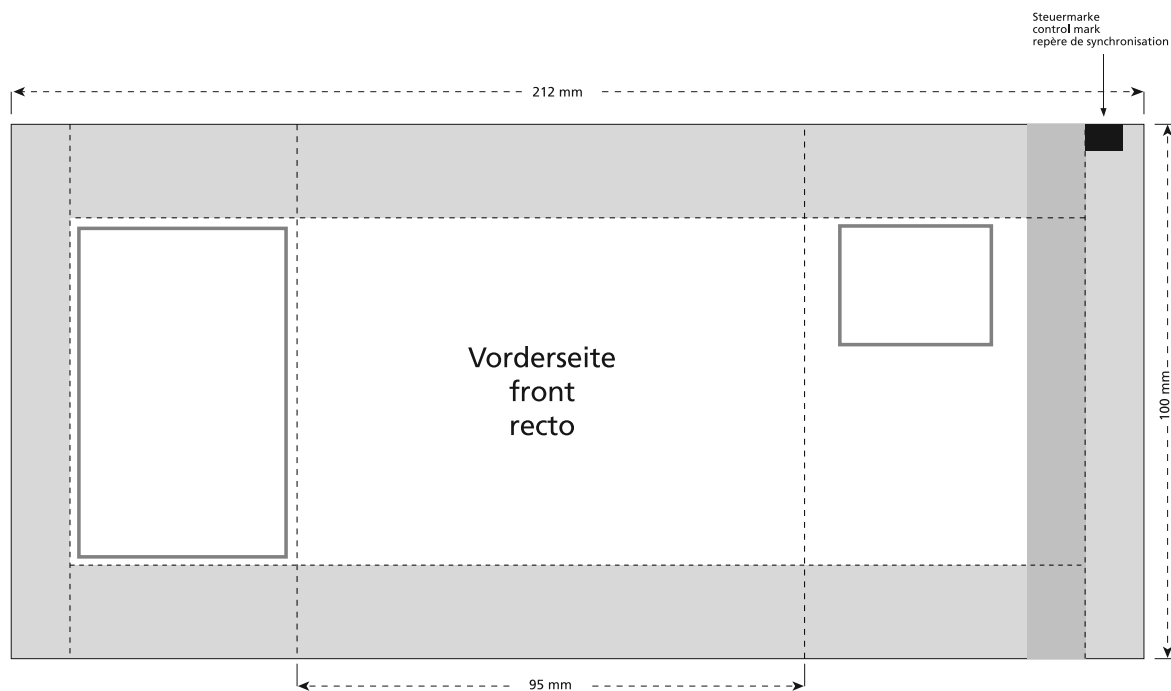 Steuermarke
control mark
repère de synchronisation
212 mm
Vorderseite
front
recto
100 mm
95 mm